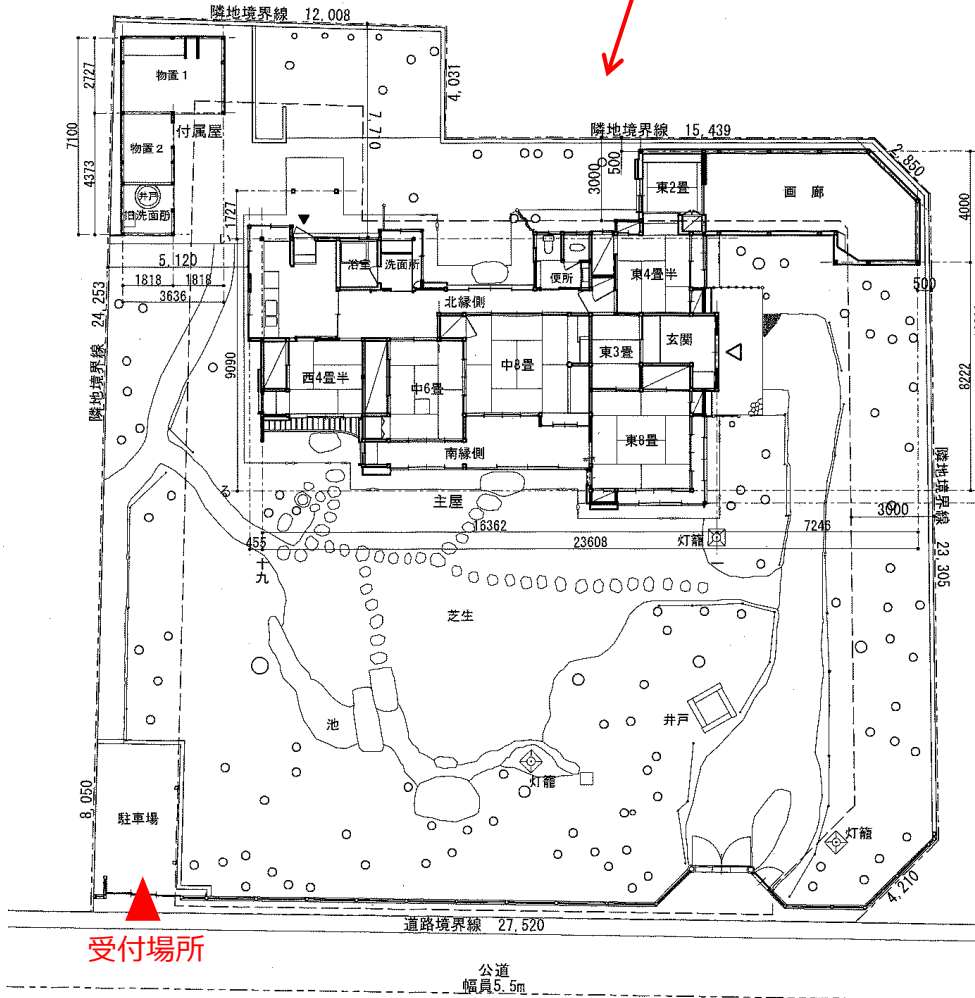 隣地境界線 12,008
4,031
7,770
隣地境界線 15,439
2,850
500
3000
4000
2727
7100
4373
1727
物置1
付属屋
物置2
井戸
旧洗面所
5,120
1818 1818
3636
24,253
隣地境界線
9090
東2畳
画廊
浴室
洗面所
便所
東4畳半
500
北縁側
中8畳
東3畳
玄関
西4畳半
中6畳
東8畳
南縁側
主屋
8222
隣地境界線
23,305
3000
16362
7246
455
23608
灯籠
芝生
池
井戸
灯籠
灯籠
8,050
駐車場
4,210
道路境界線 27,520
受付場所
公道
幅員5.5m